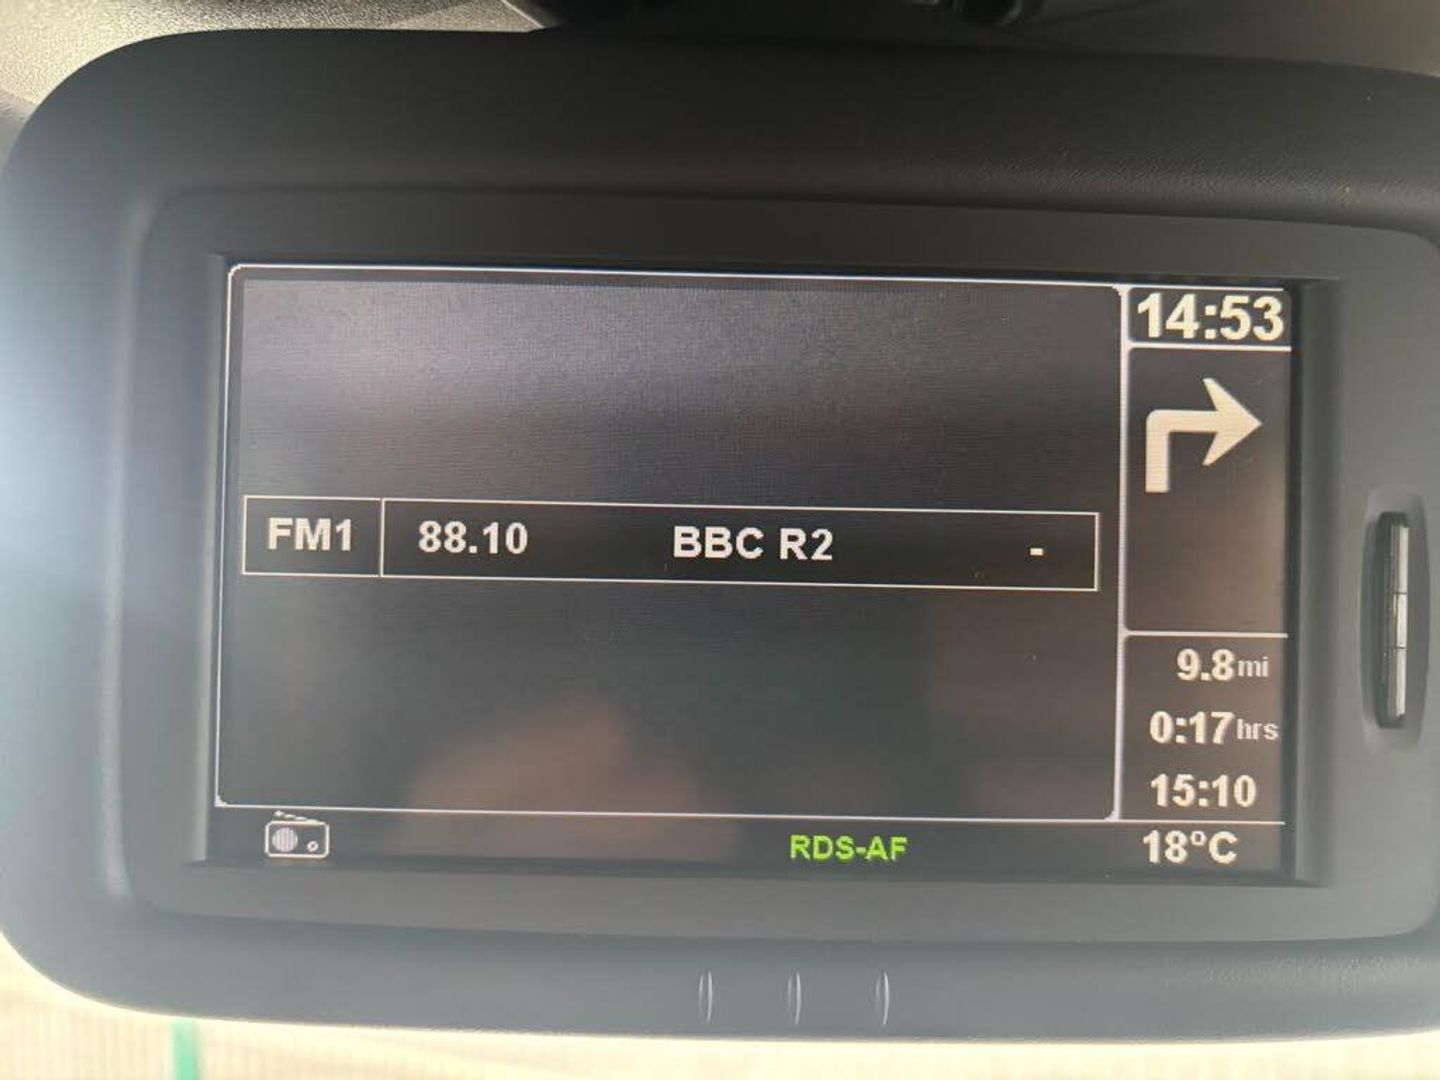 14:53
FM1 88.10 BBC R2 -
9.8mi
0:17hrs
15:10
RDS-AF 18°C